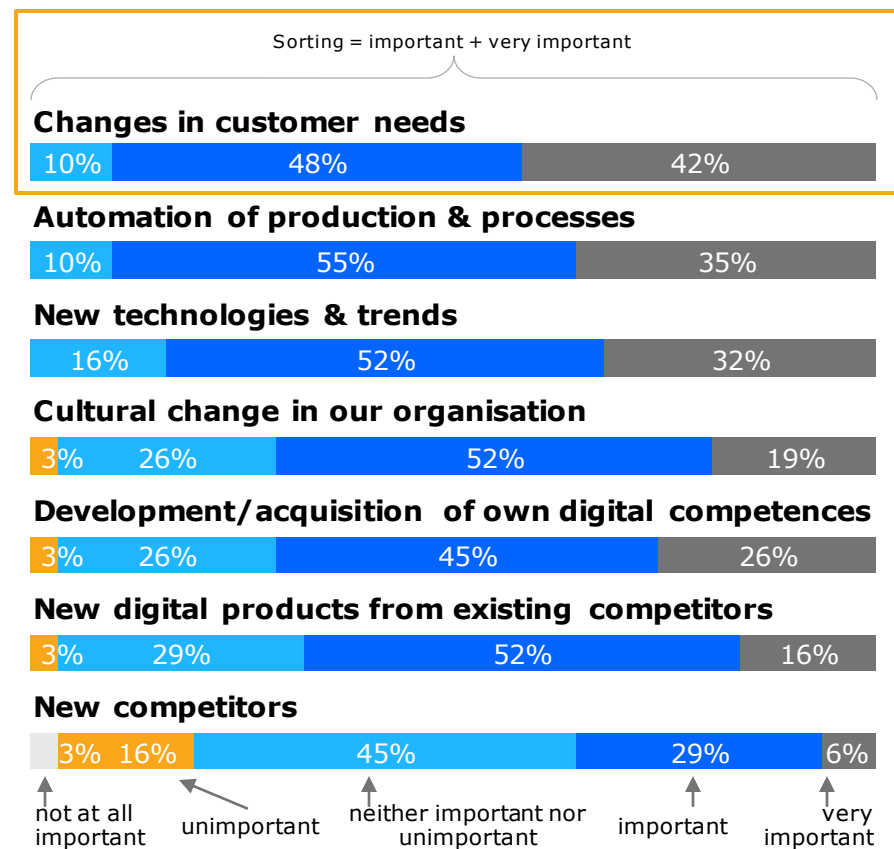 Sorting = important + very important
Changes in customer needs
10% 48% 42%
Automation of production & processes
10% 55% 35%
New technologies & trends
16% 52% 32%
Cultural change in our organisation
3% 26% 52% 19%
Development/acquisition of own digital competences
3% 26% 45% 26%
New digital products from existing competitors
3% 29% 52% 16%
New competitors
3% 16% 45% 29% 6%
not at all
important
unimportant
neither important nor
unimportant
important
very
important